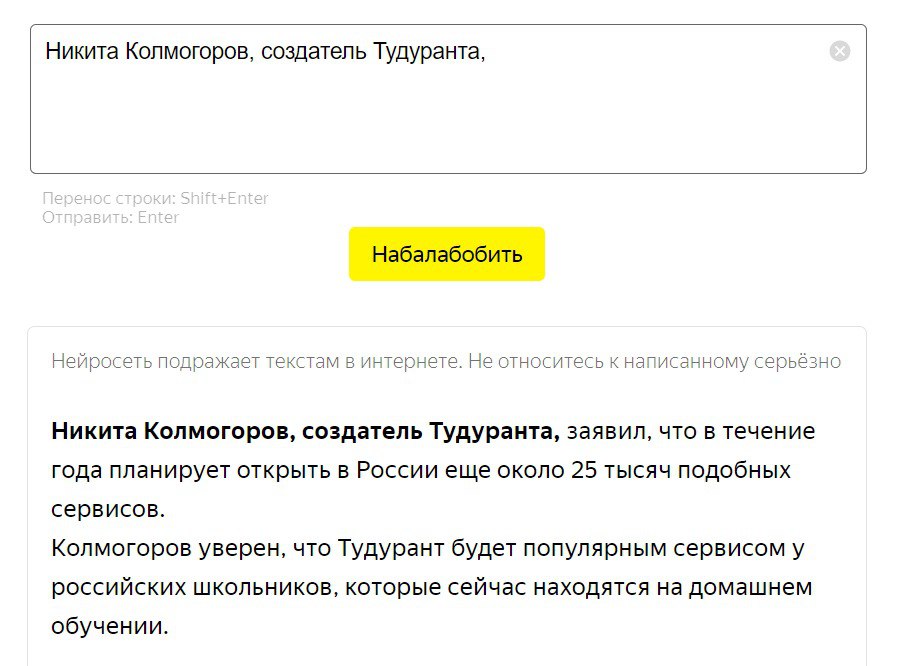 Никита Колмогоров, создатель Тудуранта,
Перенос строки: Shift+Enter
Отправить: Enter
Набалабобить
Нейросеть подражает текстам в интернете. Не относитесь к написанному серьёзно
Никита Колмогоров, создатель Тудуранта, заявил, что в течение
года планирует открыть в России еще около 25 тысяч подобных
сервисов.
Колмогоров уверен, что Тудурант будет популярным сервисом у
российских школьников, которые сейчас находятся на домашнем
обучении.